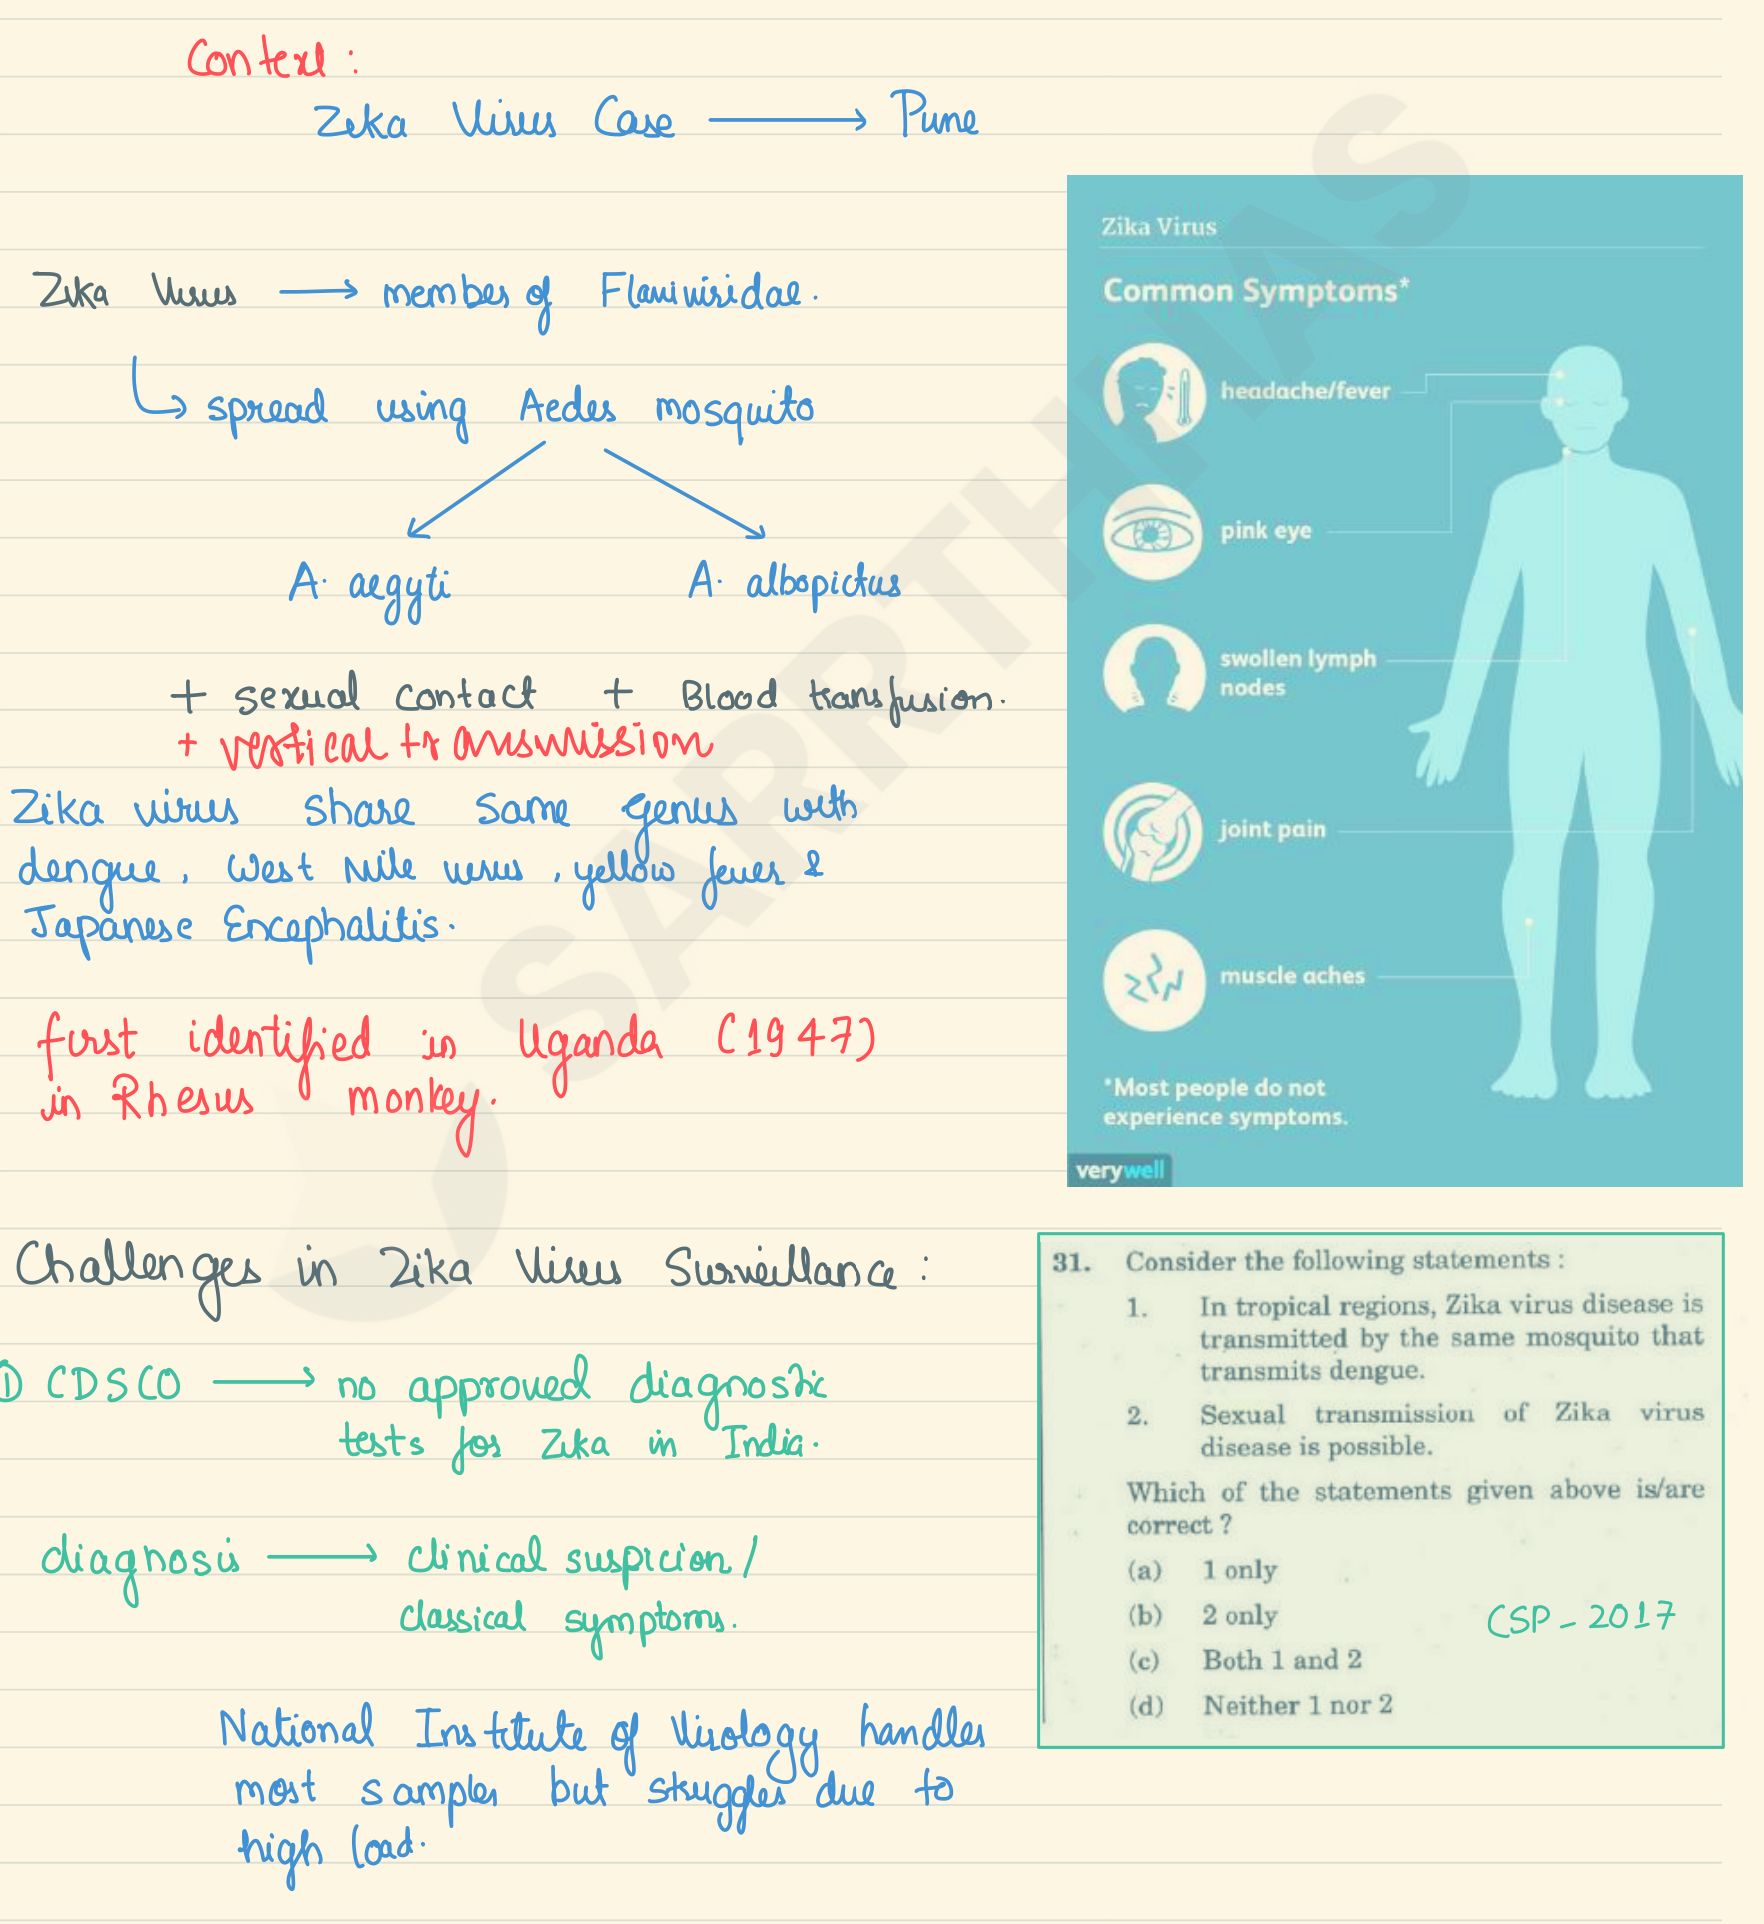 Context :
Zika Virus Case → Pune
Zika Virus → member of Flaviviridae.
↳ spread using Aedes mosquito
A. aegyti A. albopictus
+ sexual contact + Blood transfusion.
+ vertical transmission
Zika virus share same genus with
dengue, West Nile virus, yellow fever &
Japanese Encephalitis.
first identified in Uganda (1947)
in Rhesus monkey.
Zika Virus
Common Symptoms*
headache/fever
pink eye
swollen lymph
nodes
joint pain
muscle aches
*Most people do not
experience symptoms.
verywell
Challenges in Zika Virus Surveillance :
① CDSCO → no approved diagnostic
tests for Zika in India.
diagnosis → clinical suspicion/
classical symptoms.
National Institute of Virology handles
most samples but struggles due to
high load.
31. Consider the following statements :
1. In tropical regions, Zika virus disease is
transmitted by the same mosquito that
transmits dengue.
2. Sexual transmission of Zika virus
disease is possible.
Which of the statements given above is/are
correct ?
(a) 1 only
(b) 2 only
(c) Both 1 and 2
(d) Neither 1 nor 2
CSP - 2017
SARRTHI IAS